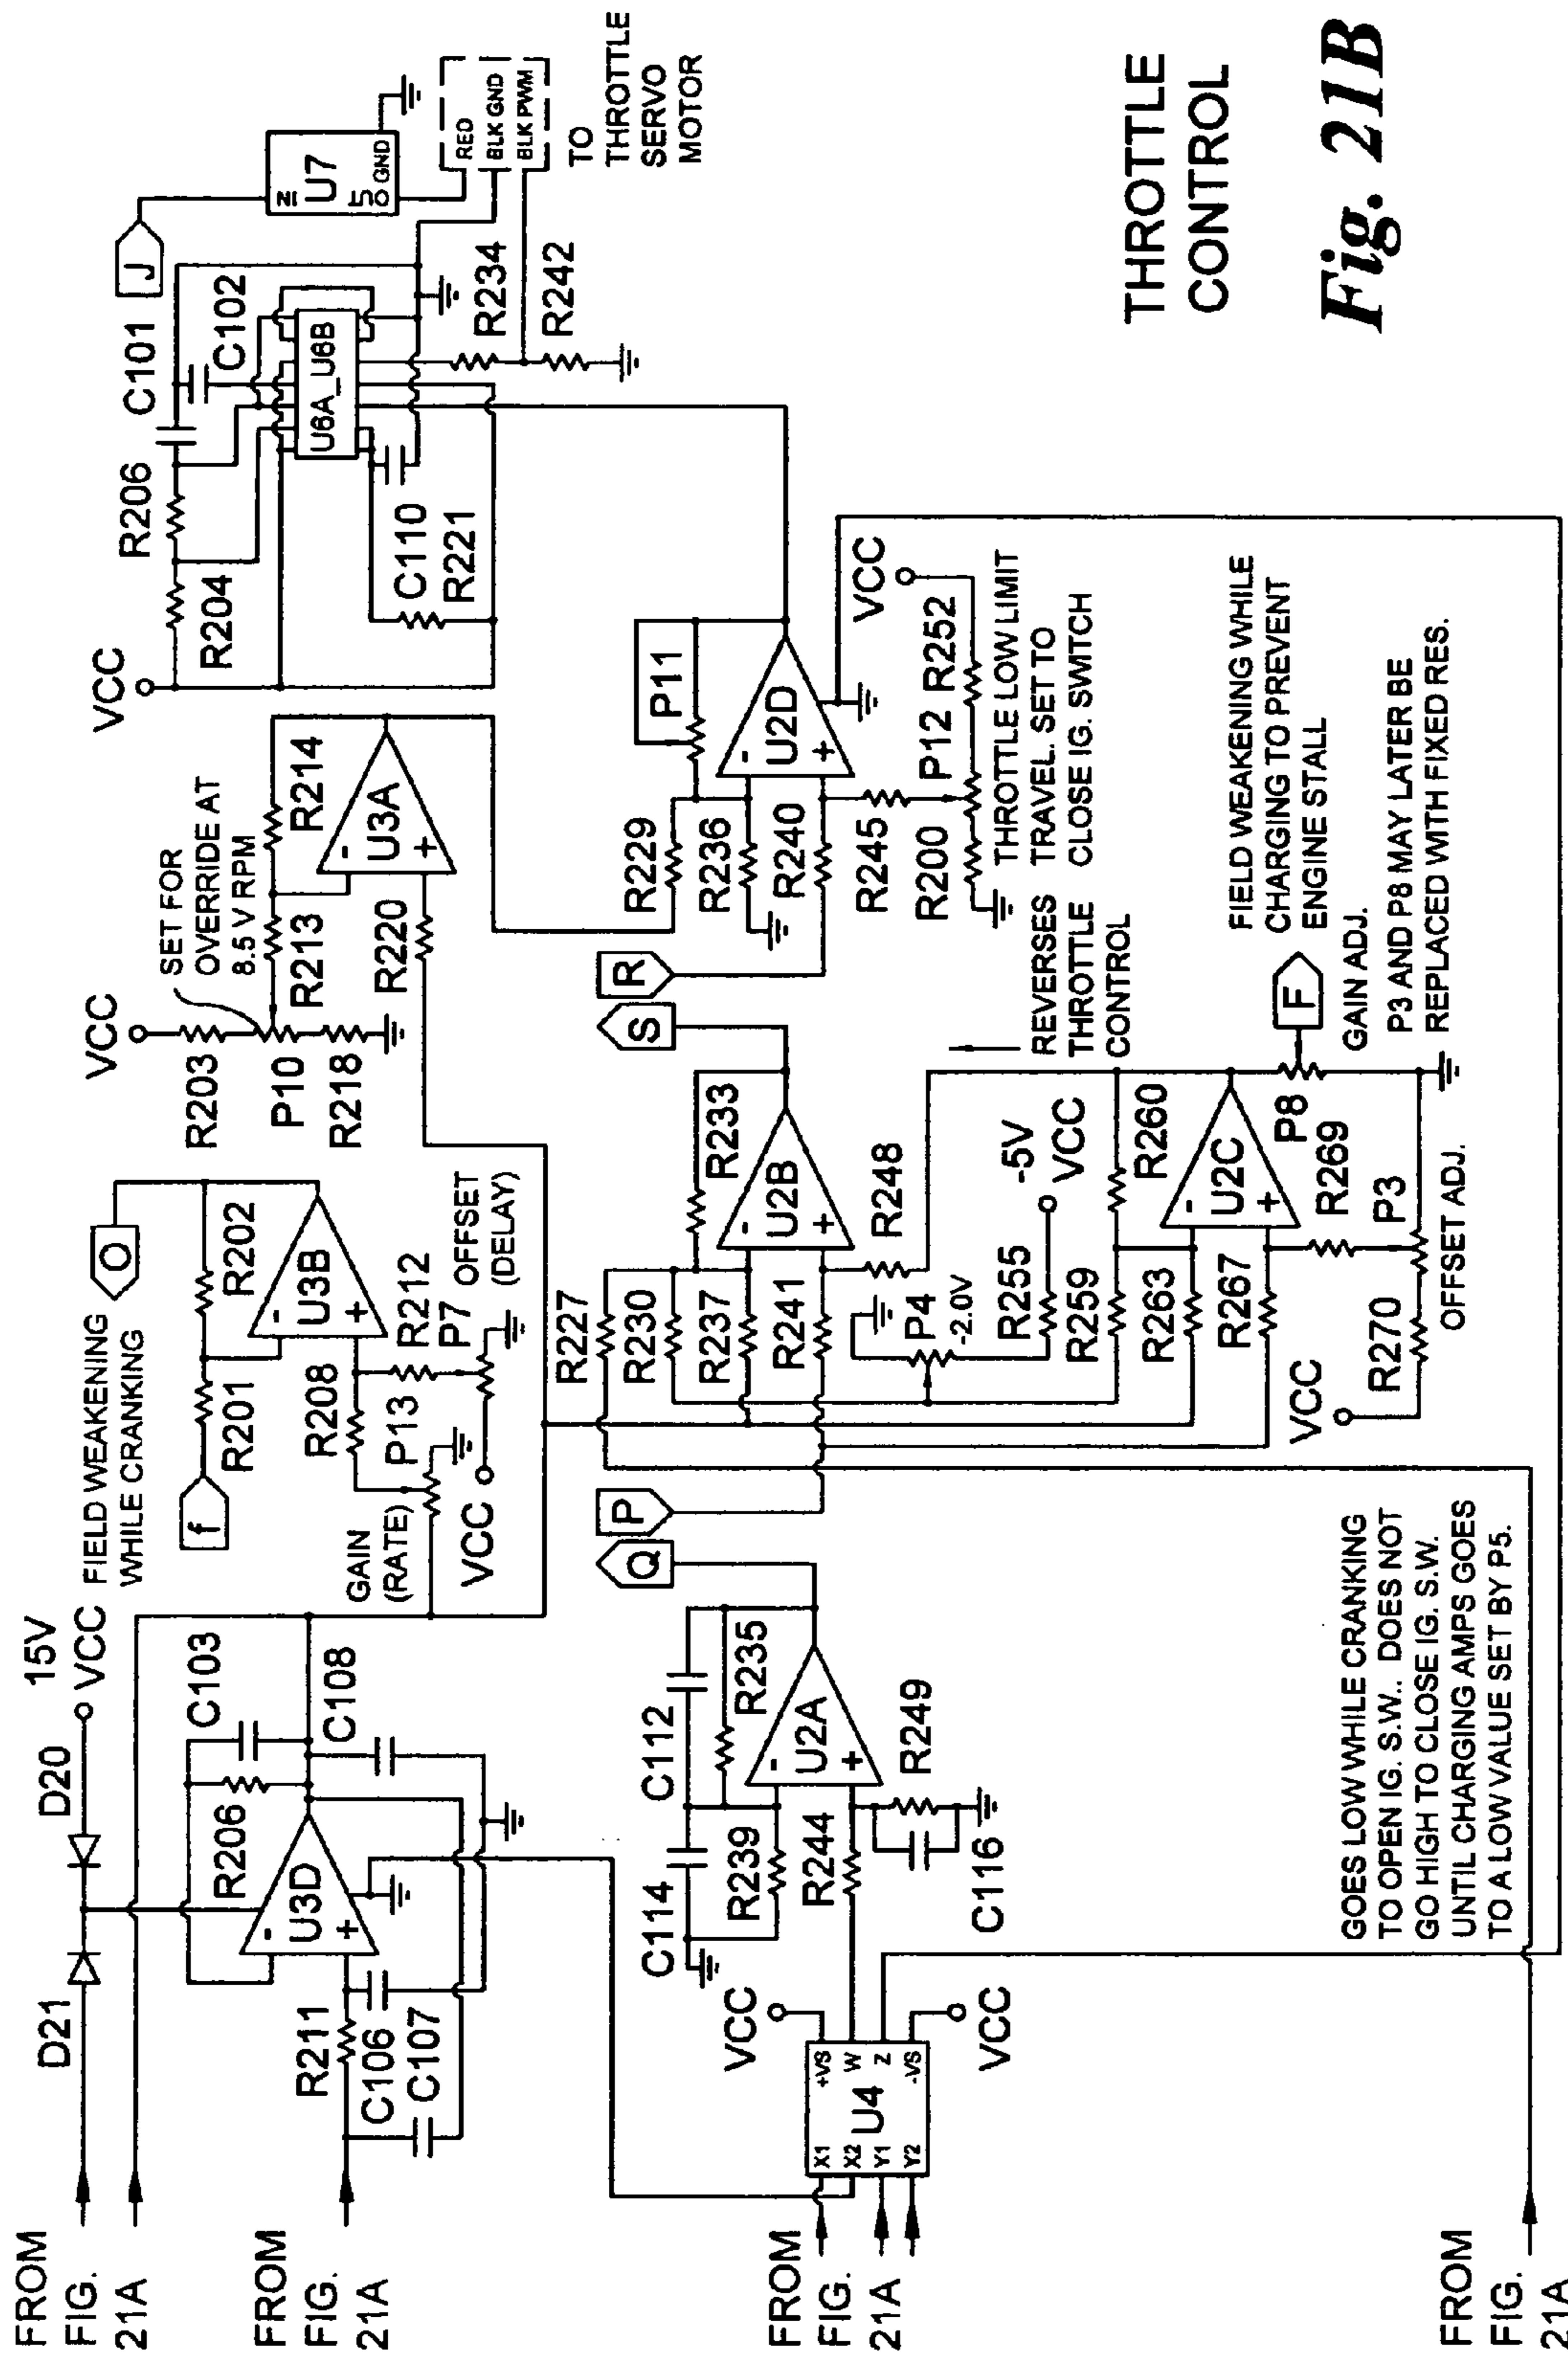 FROM
FIG.
21A
D21
D20
15V
VCC
R206
C103
U3D
-
+
C108
R211
C106
C107
FROM
FIG.
21A
FIELD WEAKENING
WHILE CRANKING
O
f
R201
R202
U3B
-
+
R208
R212
P13
P7
GAIN
(RATE)
OFFSET
(DELAY)
VCC
VCC
R203
P10
R218
SET FOR
OVERRIDE AT
8.5 V RPM
R213
R214
U3A
-
+
R220
VCC
R204
R206
C101
C102
U6A_U6B
C110
R221
R234
R242
J
IN
U7
5
O
GND
RED
BLK GND
BLK PWM
TO
THROTTLE
SERVO
MOTOR
FROM
FIG.
21A
X1
X2
Y1
Y2
U4
+VS
W
Z
-VS
VCC
VCC
C114
C112
R239
R235
R244
U2A
-
+
R249
C116
Q
P
R227
R230
R237
R241
R233
U2B
-
+
R248
S
R
P4
-2.0V
R255
-5V
VCC
R259
R263
R267
R260
U2C
-
+
R269
P8
P3
R270
VCC
OFFSET ADJ.
F
GAIN ADJ.
REVERSES
THROTTLE
CONTROL
R229
R236
R240
R245
R200
P11
U2D
-
+
P12
R252
VCC
THROTTLE LOW LIMIT
TRAVEL. SET TO
CLOSE IG. SWITCH
FIELD WEAKENING WHILE
CHARGING TO PREVENT
ENGINE STALL
P3 AND P8 MAY LATER BE
REPLACED WITH FIXED RES.
GOES LOW WHILE CRANKING
TO OPEN IG. S.W.. DOES NOT
GO HIGH TO CLOSE IG. S.W.
UNTIL CHARGING AMPS GOES
TO A LOW VALUE SET BY P5.
FROM
FIG.
21A
THROTTLE
CONTROL
Fig. 21B